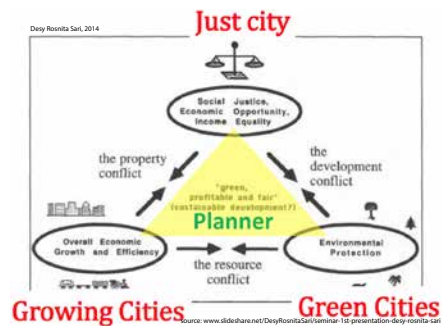 Just city
Desy Rosnita Sari, 2014
Social Justice,
Economic Opportunity,
Income Equality
the property
conflict
the
development
conflict
"green,
profitable and fair"
(sustainable development?)
Planner
Overall Economic
Growth and Efficiency
Environmental
Protection
the resource
conflict
Growing Cities
Green Cities
source: www.slideshare.net/DesyRosnitaSari/seminar-1st-presentation-desy-rosnita-sari